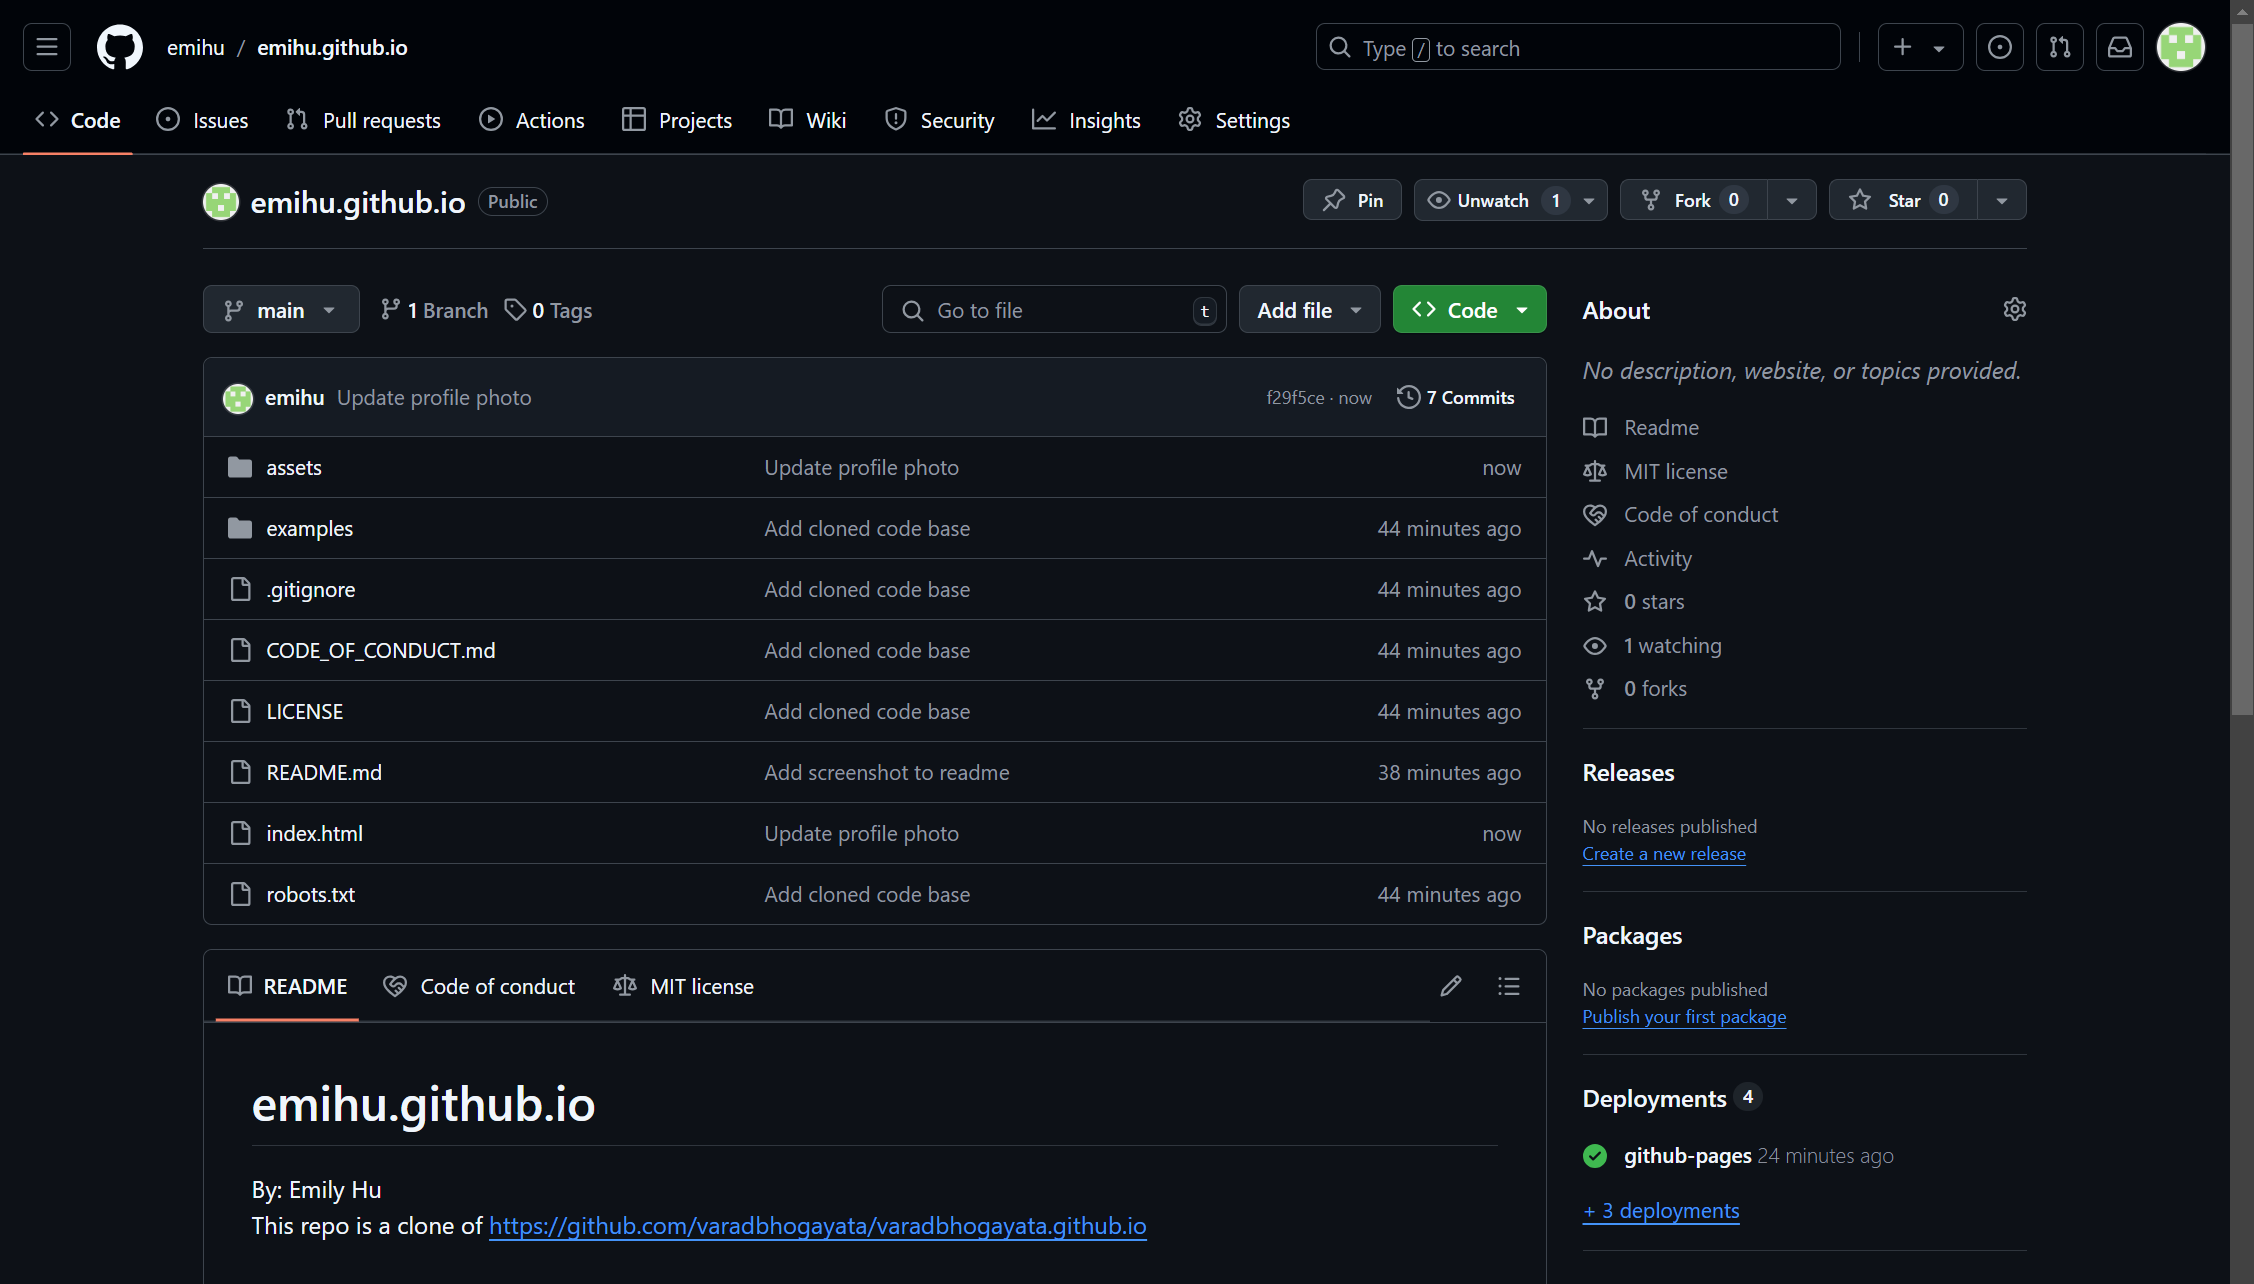 emihu / emihu.github.io
Type / to search
Code Issues Pull requests Actions Projects Wiki Security Insights Settings
emihu.github.io Public
Pin Unwatch 1 Fork 0 Star 0
main 1 Branch 0 Tags Go to file t Add file Code
emihu Update profile photo f29f5ce · now 7 Commits
assets Update profile photo now
examples Add cloned code base 44 minutes ago
.gitignore Add cloned code base 44 minutes ago
CODE_OF_CONDUCT.md Add cloned code base 44 minutes ago
LICENSE Add cloned code base 44 minutes ago
README.md Add screenshot to readme 38 minutes ago
index.html Update profile photo now
robots.txt Add cloned code base 44 minutes ago
README Code of conduct MIT license
emihu.github.io
By: Emily Hu
This repo is a clone of https://github.com/varadbhogayata/varadbhogayata.github.io
About
No description, website, or topics provided.
Readme
MIT license
Code of conduct
Activity
0 stars
1 watching
0 forks
Releases
No releases published
Create a new release
Packages
No packages published
Publish your first package
Deployments 4
github-pages 24 minutes ago
+ 3 deployments